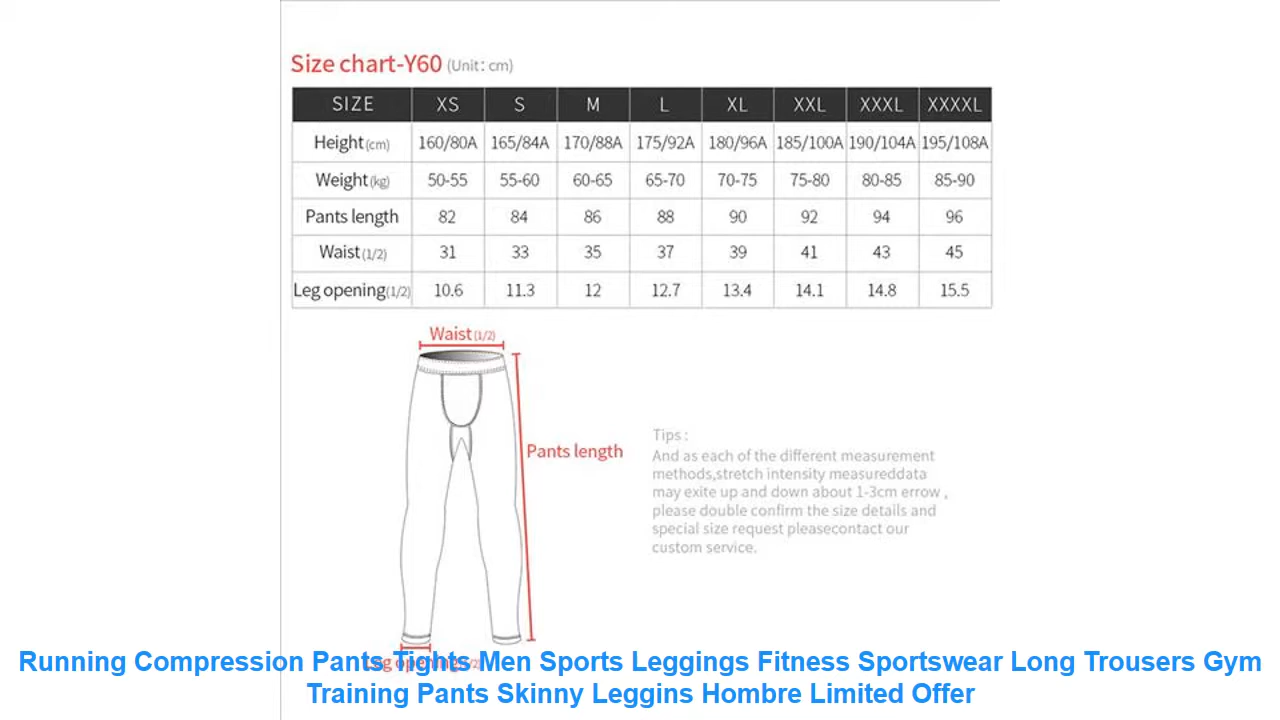 Size chart-Y60 (Unit: cm)
SIZE XS S M L XL XXL XXXL XXXXL
Height(cm) 160/80A 165/84A 170/88A 175/92A 180/96A 185/100A 190/104A 195/108A
Weight(kg) 50-55 55-60 60-65 65-70 70-75 75-80 80-85 85-90
Pants length 82 84 86 88 90 92 94 96
Waist(1/2) 31 33 35 37 39 41 43 45
Leg opening(1/2) 10.6 11.3 12 12.7 13.4 14.1 14.8 15.5
Waist(1/2)
Pants length
Tips :
And as each of the different measurement
methods,stretch intensity measureddata
may exite up and down about 1-3cm errow ,
please double confirm the size details and
special size request pleasecontact our
custom service.
Leg opening(1/2)
Running Compression Pants Tights Men Sports Leggings Fitness Sportswear Long Trousers Gym
Training Pants Skinny Leggins Hombre Limited Offer